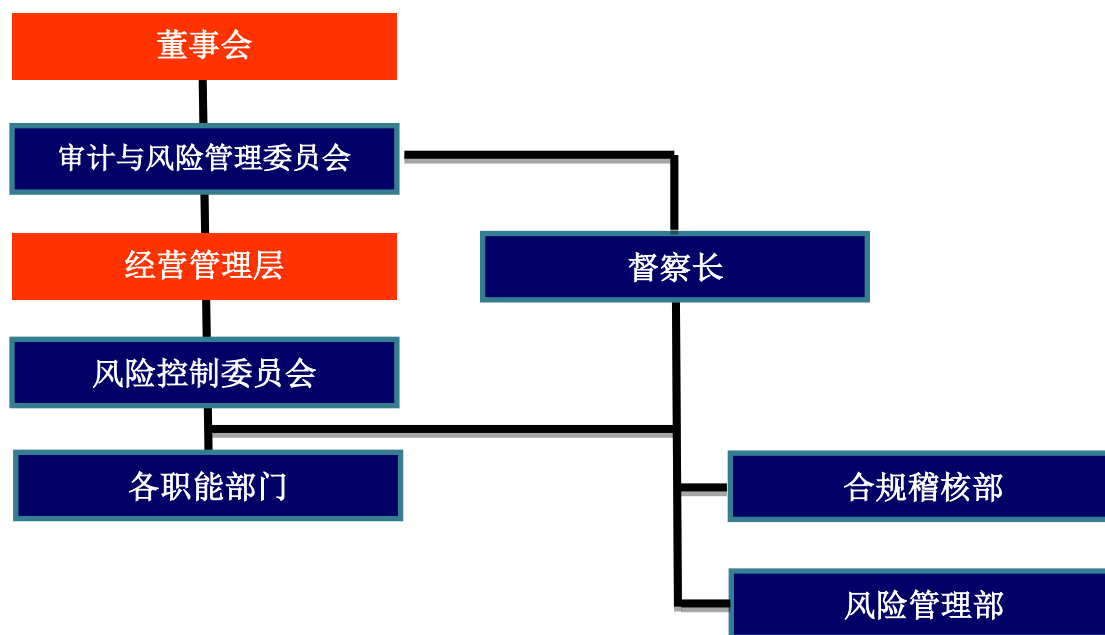 董事会
审计与风险管理委员会
经营管理层
督察长
风险控制委员会
各职能部门
合规稽核部
风险管理部